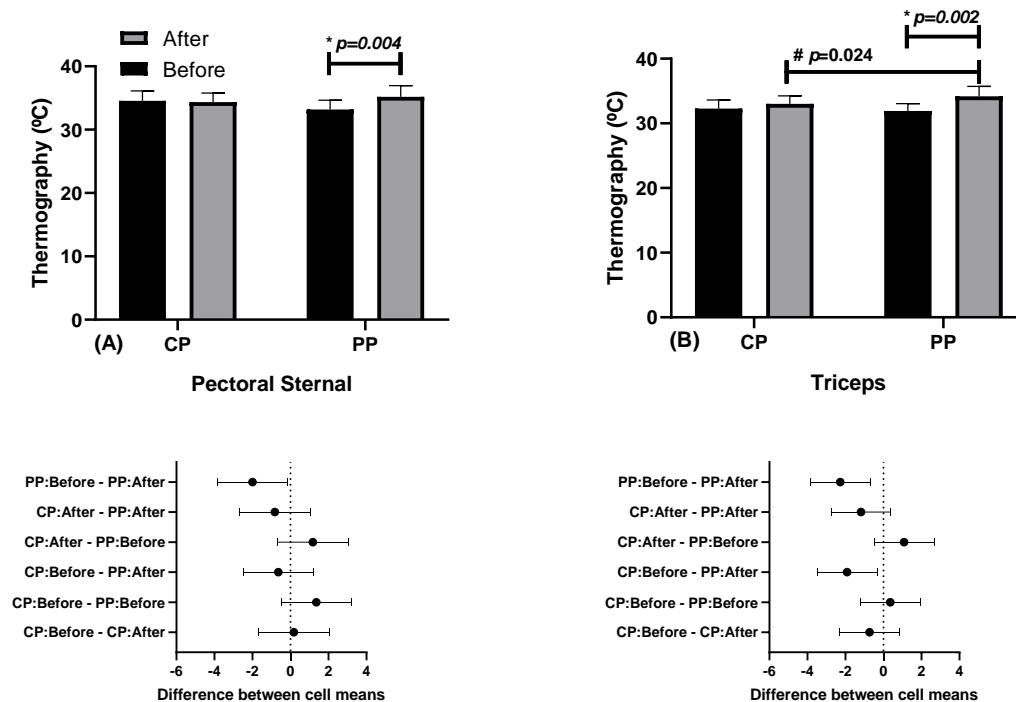 After
Before
* p=0.004
Thermography (ºC)
40
30
20
10
0
(A)
CP
PP
Pectoral Sternal
* p=0.002
# p=0.024
Thermography (ºC)
40
30
20
10
0
(B)
CP
PP
Triceps
PP:Before - PP:After
CP:After - PP:After
CP:After - PP:Before
CP:Before - PP:After
CP:Before - PP:Before
CP:Before - CP:After
-6 -4 -2 0 2 4
Difference between cell means
PP:Before - PP:After
CP:After - PP:After
CP:After - PP:Before
CP:Before - PP:After
CP:Before - PP:Before
CP:Before - CP:After
-6 -4 -2 0 2 4
Difference between cell means